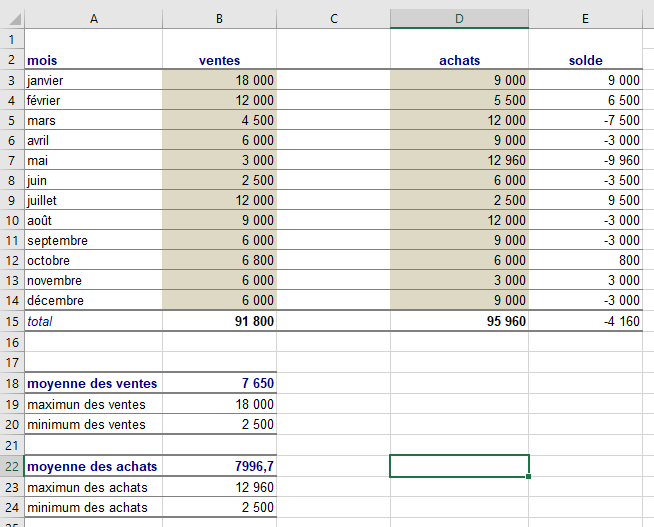 A B C D E
1
2 mois ventes achats solde
3 janvier 18 000 9 000 9 000
4 février 12 000 5 500 6 500
5 mars 4 500 12 000 -7 500
6 avril 6 000 9 000 -3 000
7 mai 3 000 12 960 -9 960
8 juin 2 500 6 000 -3 500
9 juillet 12 000 2 500 9 500
10 août 9 000 12 000 -3 000
11 septembre 6 000 9 000 -3 000
12 octobre 6 800 6 000 800
13 novembre 6 000 3 000 3 000
14 décembre 6 000 9 000 -3 000
15 total 91 800 95 960 -4 160
16
17
18 moyenne des ventes 7 650
19 maximun des ventes 18 000
20 minimum des ventes 2 500
21
22 moyenne des achats 7996,7
23 maximun des achats 12 960
24 minimum des achats 2 500